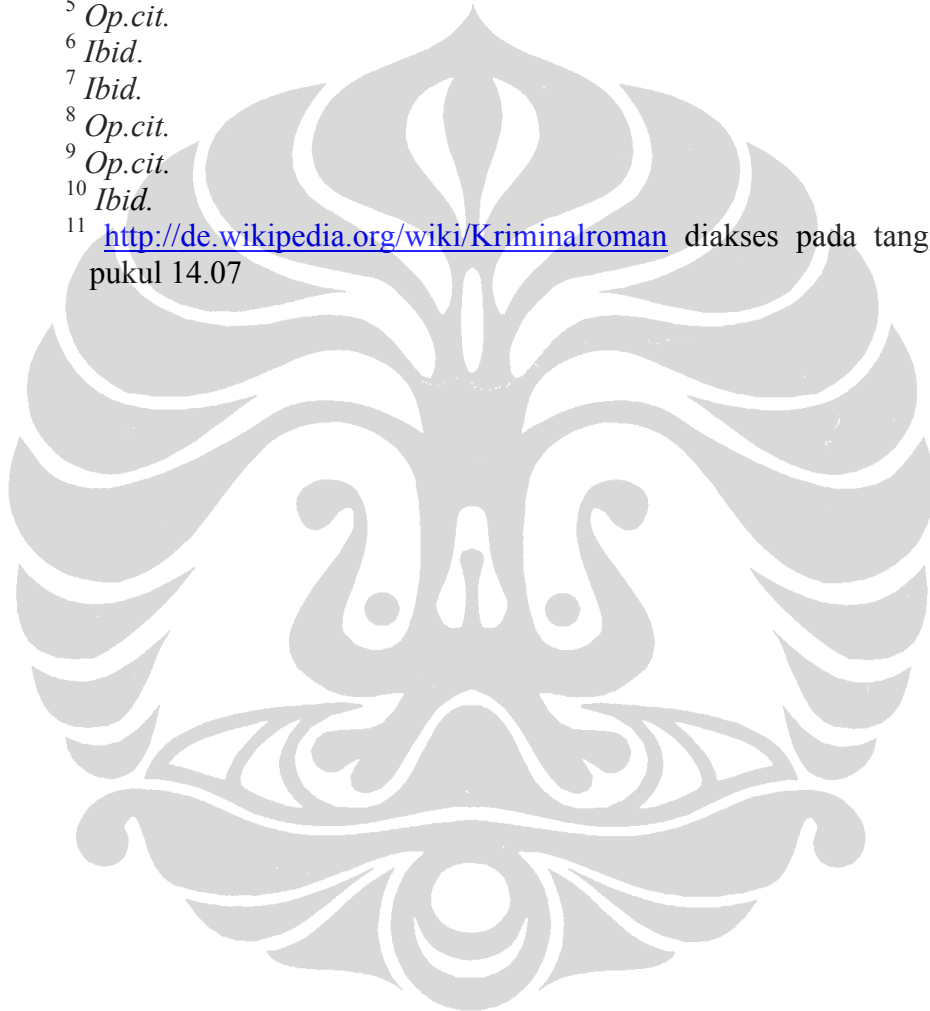 ⁵ Op.cit.
⁶ Ibid.
⁷ Ibid.
⁸ Op.cit.
⁹ Op.cit.
¹⁰ Ibid.
¹¹ http://de.wikipedia.org/wiki/Kriminalroman diakses pada tang
pukul 14.07